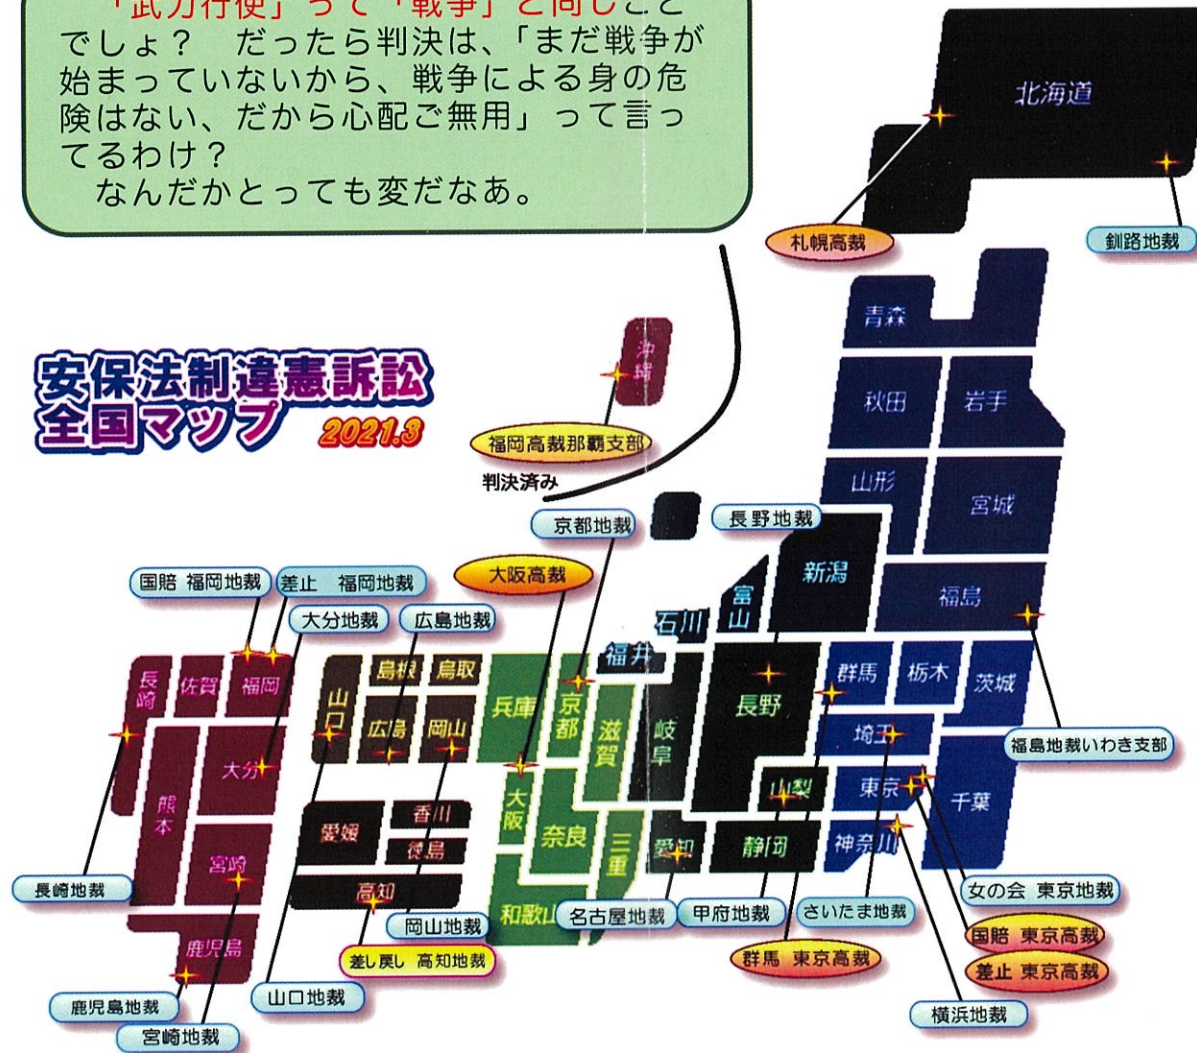 「武力行使」って「戦争」と同じこと
でしょ？　だったら判決は、「まだ戦争が
始まっていないから、戦争による身の危
険はない、だから心配ご無用」って言っ
てるわけ？
なんだかとっても変だなあ。
北海道
札幌高裁
釧路地裁
青森
秋田
岩手
山形
宮城
新潟
福島
沖縄
安保法制違憲訴訟
全国マップ 2021.3
福岡高裁那覇支部
判決済み
京都地裁
長野地裁
大阪高裁
国賠 福岡地裁
差止 福岡地裁
大分地裁
広島地裁
石川
富山
福井
長崎
佐賀
福岡
山口
島根
鳥取
広島
岡山
兵庫
京都
滋賀
岐阜
長野
群馬
栃木
茨城
埼玉
福島地裁いわき支部
大分
熊本
宮崎
鹿児島
愛媛
香川
徳島
高知
大阪
奈良
三重
和歌山
愛知
静岡
山梨
東京
神奈川
千葉
長崎地裁
岡山地裁
名古屋地裁
甲府地裁
さいたま地裁
女の会 東京地裁
国賠 東京高裁
差止 東京高裁
差し戻し 高知地裁
群馬 東京高裁
山口地裁
鹿児島地裁
宮崎地裁
横浜地裁